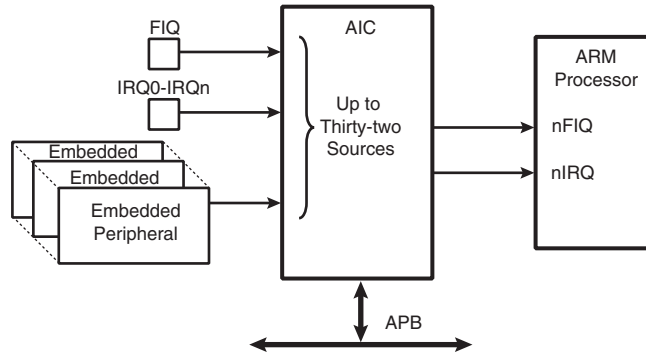 FIQ
IRQ0-IRQn
Embedded
Embedded
Embedded
Peripheral
AIC
Up to
Thirty-two
Sources
ARM
Processor
nFIQ
nIRQ
APB